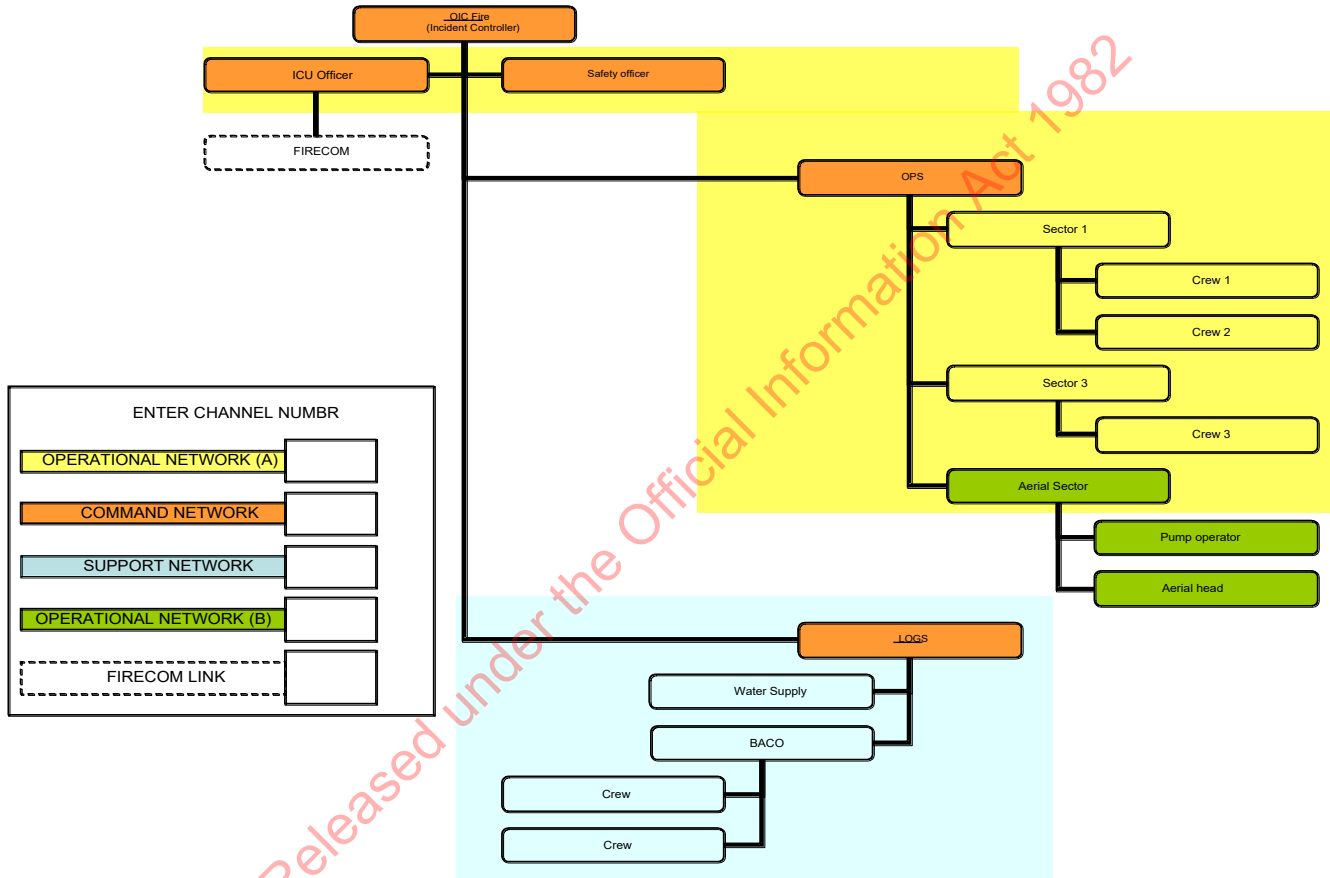 OIC Fire
(Incident Controller)
ICU Officer
Safety officer
FIRECOM
OPS
Sector 1
Crew 1
Crew 2
Sector 3
Crew 3
Aerial Sector
Pump operator
Aerial head
ENTER CHANNEL NUMBR
OPERATIONAL NETWORK (A)
COMMAND NETWORK
SUPPORT NETWORK
OPERATIONAL NETWORK (B)
FIRECOM LINK
LOGS
Water Supply
BACO
Crew
Crew
Released under the Official Information Act 1982